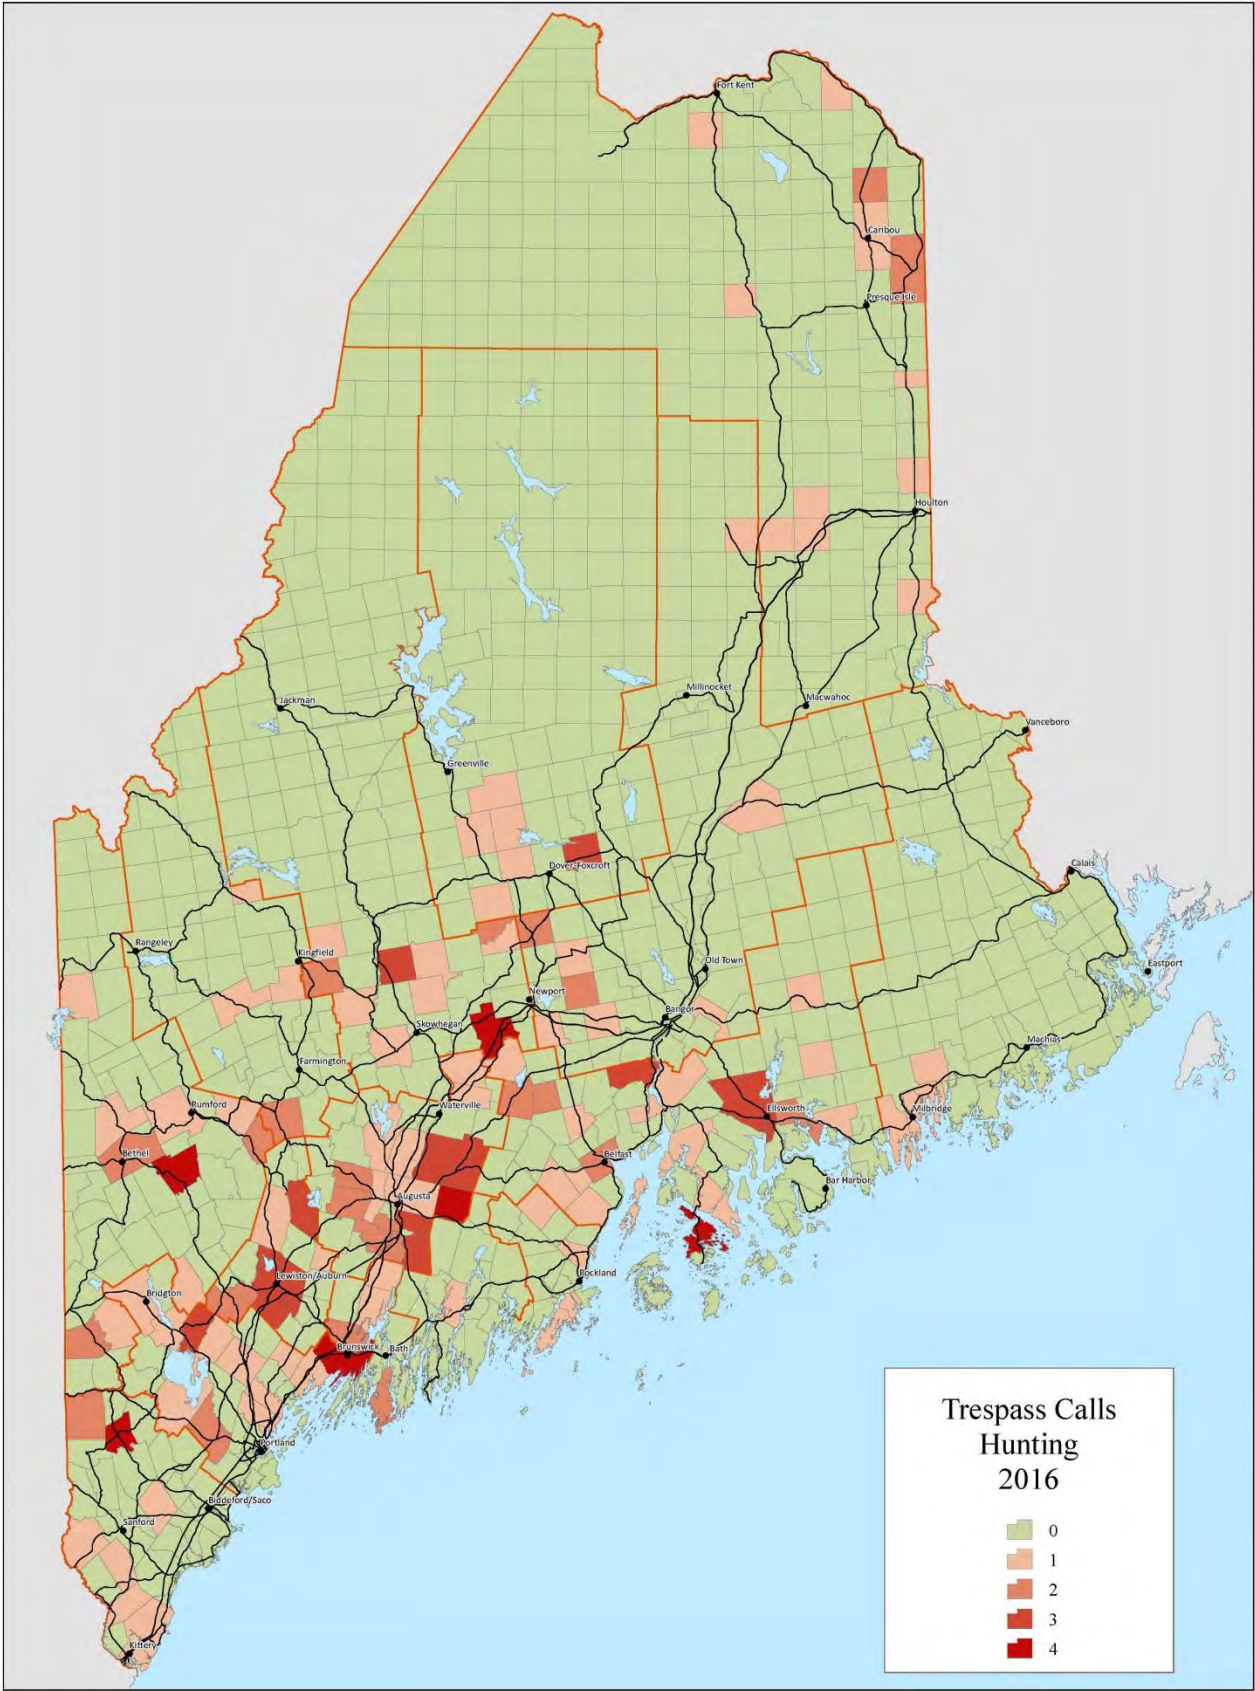 Fort Kent
Caribou
Presque Isle
Houlton
Jackman
Millinocket
Macwahoc
Vanceboro
Greenville
Dover-Foxcroft
Calais
Rangeley
Kingfield
Old Town
Eastport
Newport
Bangor
Skowhegan
Machias
Farmington
Rumford
Waterville
Ellsworth
Milbridge
Bethel
Belfast
Bar Harbor
Augusta
Rockland
Lewiston/Auburn
Bridgton
Brunswick
Bath
Portland
Biddeford/Saco
Sanford
Kittery
Trespass Calls
Hunting
2016
0
1
2
3
4